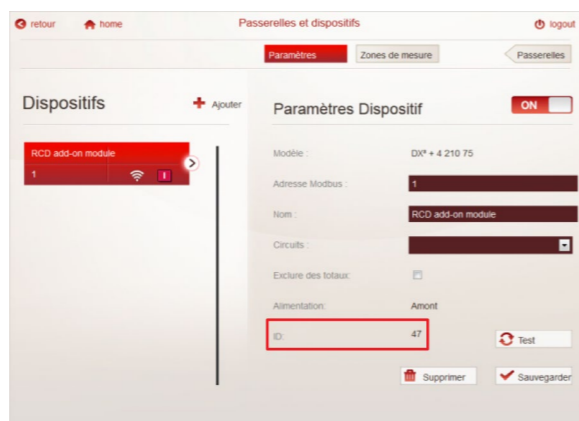 retour
home
Passerelles et dispositifs
logout
Paramètres
Zones de mesure
Passerelles
Dispositifs
Ajouter
RCD add-on module
1
I
Paramètres Dispositif
ON
Modèle :
DX³ + 4 210 75
Adresse Modbus :
1
Nom :
RCD add-on module
Circuits :
Exclure des totaux:
Alimentation:
Amont
ID:
47
Test
Supprimer
Sauvegarder